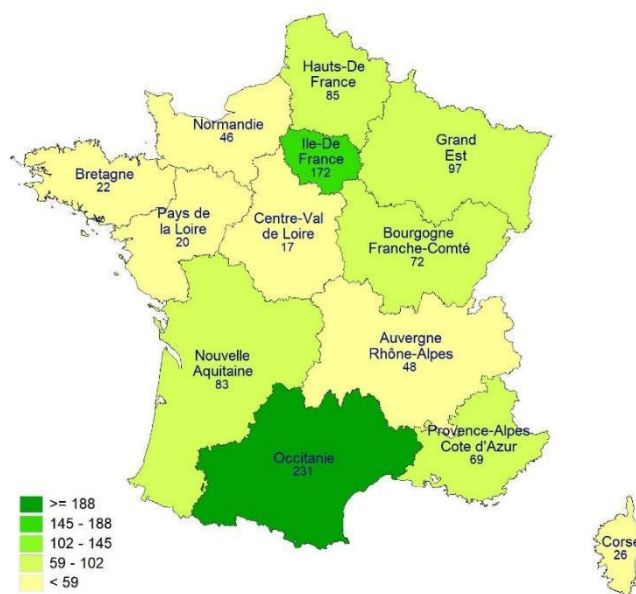 Hauts-De
France
85
Normandie
46
Ile-De
France
172
Grand
Est
97
Bretagne
22
Pays de
la Loire
20
Centre-Val
de Loire
17
Bourgogne
Franche-Comté
72
Auvergne
Rhône-Alpes
48
Nouvelle
Aquitaine
83
Provence-Alpes
Cote d'Azur
69
Occitanie
231
Corse
26
>= 188
145 - 188
102 - 145
59 - 102
< 59